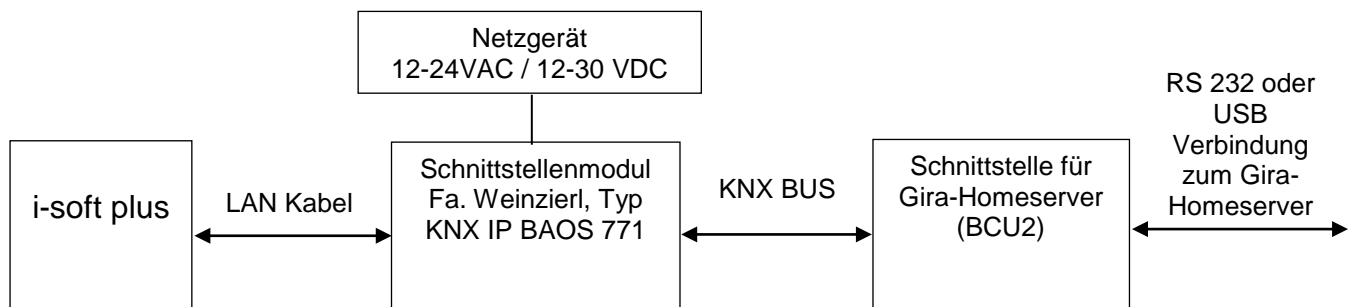 Netzgerät
12-24VAC / 12-30 VDC
i-soft plus
LAN Kabel
Schnittstellenmodul
Fa. Weinzierl, Typ
KNX IP BAOS 771
KNX BUS
Schnittstelle für
Gira-Homeserver
(BCU2)
RS 232 oder
USB
Verbindung
zum Gira-
Homeserver